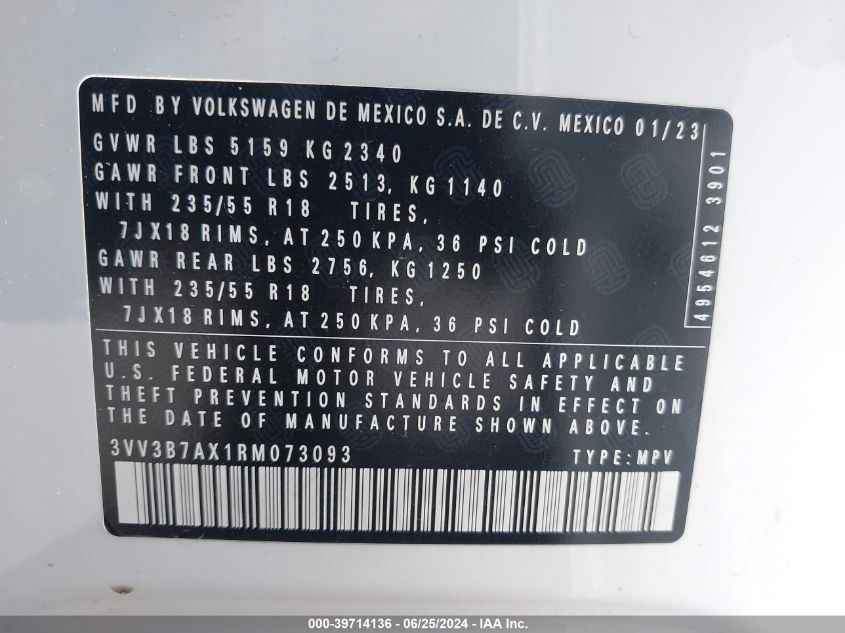 MFD BY VOLKSWAGEN DE MEXICO S.A. DE C.V. MEXICO 01/23
GVWR LBS 5159 KG 2340
GAWR FRONT LBS 2513, KG 1140
WITH 235/55 R18 TIRES,
7JX18 RIMS, AT 250 KPA, 36 PSI COLD
GAWR REAR LBS 2756, KG 1250
WITH 235/55 R18 TIRES,
7JX18 RIMS, AT 250 KPA, 36 PSI COLD
4954612 3901
THIS VEHICLE CONFORMS TO ALL APPLICABLE
U.S. FEDERAL MOTOR VEHICLE SAFETY AND
THEFT PREVENTION STANDARDS IN EFFECT ON
THE DATE OF MANUFACTURE SHOWN ABOVE.
3VV3B7AX1RM073093 TYPE: MPV
000-39714136 - 06/25/2024 - IAA Inc.